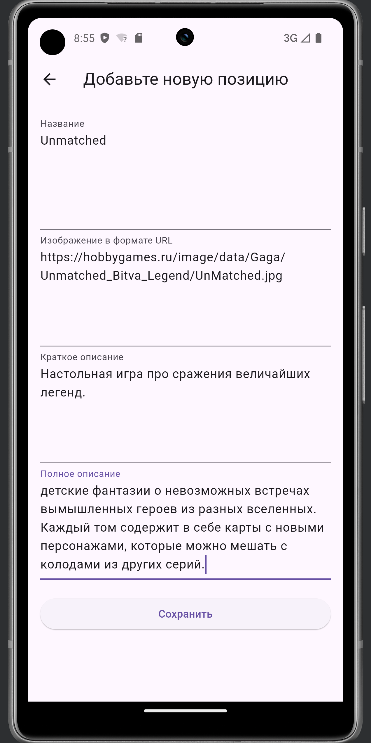 8:55
3G
Добавьте новую позицию
Название
Unmatched
Изображение в формате URL
https://hobbygames.ru/image/data/Gaga/
Unmatched_Bitva_Legend/UnMatched.jpg
Краткое описание
Настольная игра про сражения величайших
легенд.
Полное описание
детские фантазии о невозможных встречах
вымышленных героев из разных вселенных.
Каждый том содержит в себе карты с новыми
персонажами, которые можно мешать с
колодами из других серий.
Сохранить